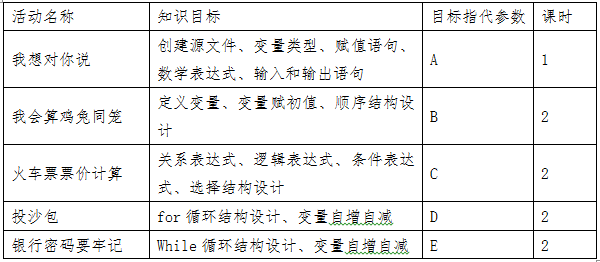 活动名称 知识目标 目标指代参数 课时
我想对你说 创建源文件、变量类型、赋值语句、
数学表达式、输入和输出语句 A 1
我会算鸡兔同笼 定义变量、变量赋初值、顺序结构设
计 B 2
火车票票价计算 关系表达式、逻辑表达式、条件表达
式、选择结构设计 C 2
投沙包 for 循环结构设计、变量自增自减 D 2
银行密码要牢记 While 循环结构设计、变量自增自减 E 2